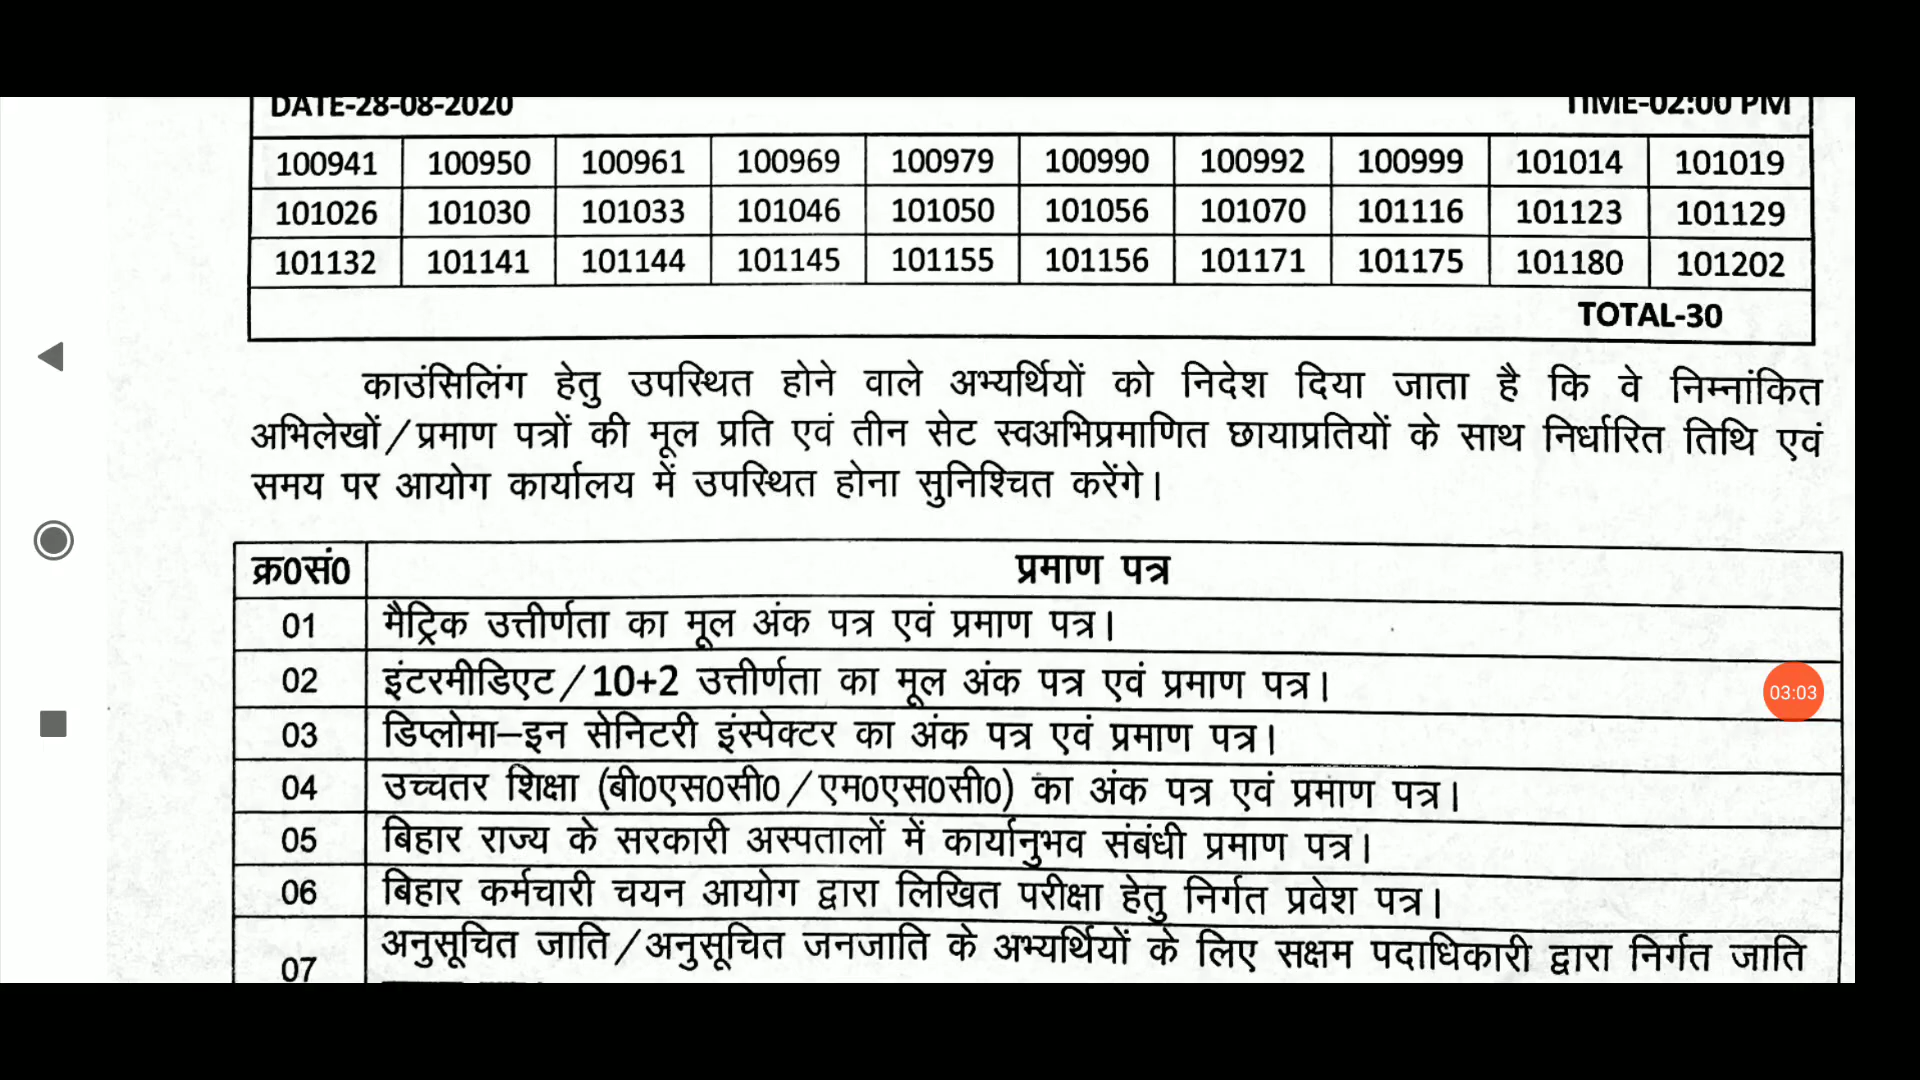 DATE-28-08-2020 TIME-02:00 PM
100941 100950 100961 100969 100979 100990 100992 100999 101014 101019
101026 101030 101033 101046 101050 101056 101070 101116 101123 101129
101132 101141 101144 101145 101155 101156 101171 101175 101180 101202
TOTAL-30
काउंसिलिंग हेतु उपस्थित होने वाले अभ्यर्थियों को निदेश दिया जाता है कि वे निम्नांकित
अभिलेखों/प्रमाण पत्रों की मूल प्रति एवं तीन सेट स्वअभिप्रमाणित छायाप्रतियों के साथ निर्धारित तिथि एवं
समय पर आयोग कार्यालय में उपस्थित होना सुनिश्चित करेंगे।
क्र0सं0 प्रमाण पत्र
01 मैट्रिक उत्तीर्णता का मूल अंक पत्र एवं प्रमाण पत्र।
02 इंटरमीडिएट/10+2 उत्तीर्णता का मूल अंक पत्र एवं प्रमाण पत्र।
03:03
03 डिप्लोमा–इन सेनिटरी इंस्पेक्टर का अंक पत्र एवं प्रमाण पत्र।
04 उच्चतर शिक्षा (बी0एस0सी0/एम0एस0सी0) का अंक पत्र एवं प्रमाण पत्र।
05 बिहार राज्य के सरकारी अस्पतालों में कार्यानुभव संबंधी प्रमाण पत्र।
06 बिहार कर्मचारी चयन आयोग द्वारा लिखित परीक्षा हेतु निर्गत प्रवेश पत्र।
07 अनुसूचित जाति/अनुसूचित जनजाति के अभ्यर्थियों के लिए सक्षम पदाधिकारी द्वारा निर्गत जाति